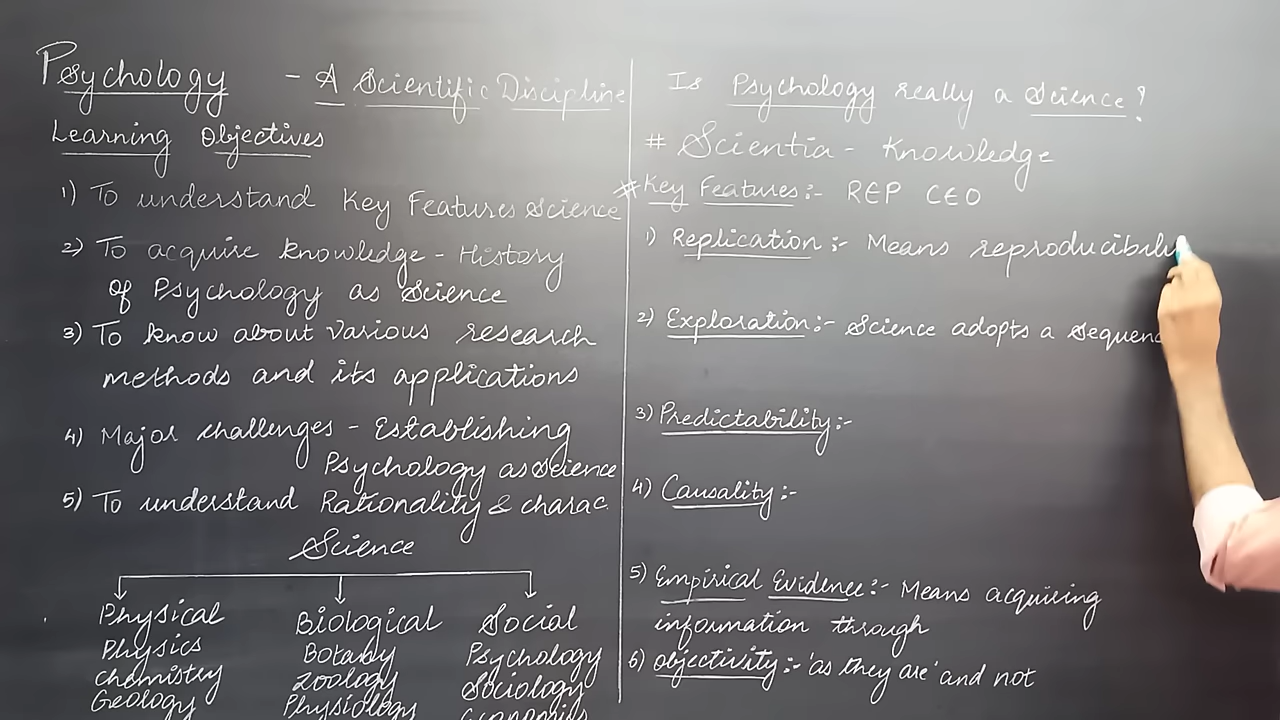 Psychology - A Scientific Discipline
Learning Objectives
1) To understand Key Features Science
2) To acquire knowledge - History
of Psychology as Science
3) To know about various research
methods and its applications
4) Major challenges - Establishing
Psychology as Science
5) To understand Rationality & charac.
Science
Physical Biological Social
Physics Botany Psychology
chemistry Zoology Sociology
Geology Physiology Economics
Is Psychology really a Science?
# Scientia - Knowledge
* Key Features:- REP CEO
1) Replication:- Means reproducibili
2) Exploration:- Science adopts a sequenc
3) Predictability:-
4) Causality:-
5) Empirical Evidence:- Means acquiring
information through
6) Objectivity:- 'as they are' and not